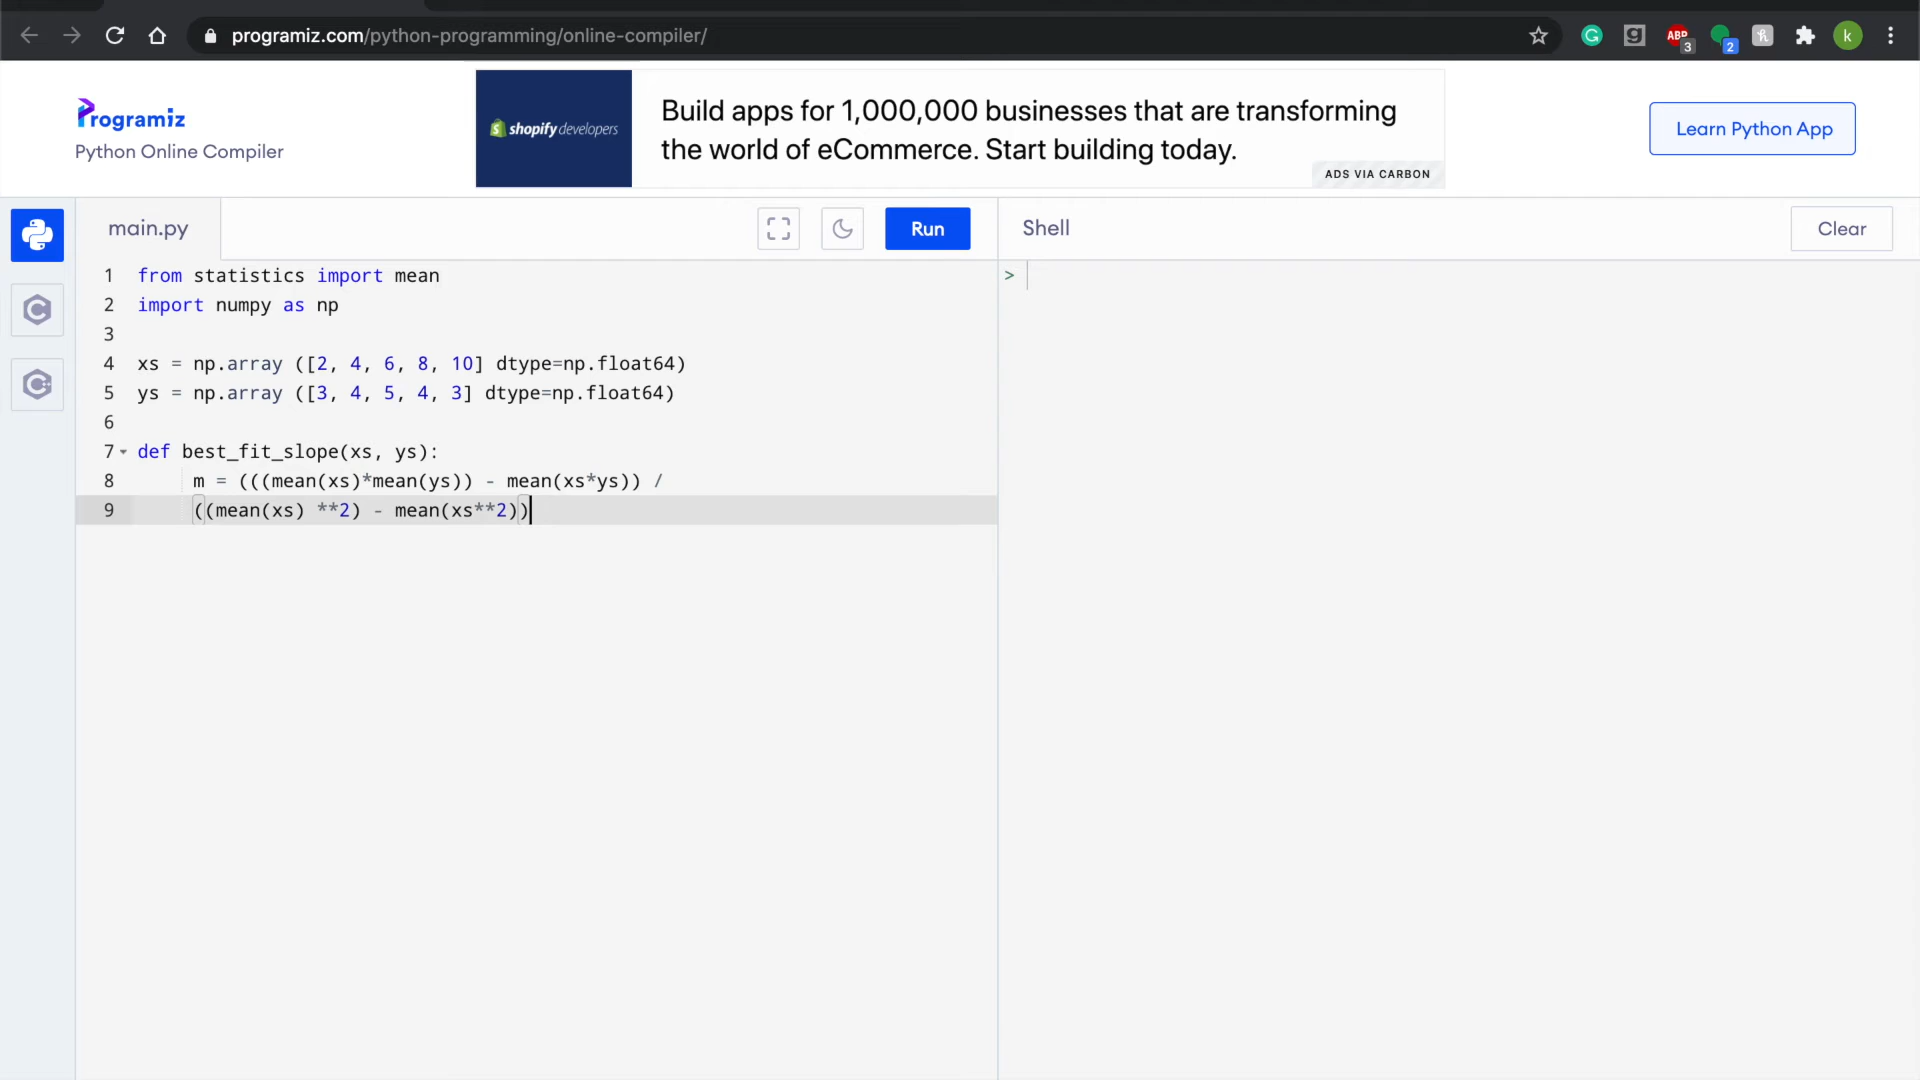 programiz.com/python-programming/online-compiler/
ABP
3
2
k
Programiz
Python Online Compiler
shopify developers
Build apps for 1,000,000 businesses that are transforming
the world of eCommerce. Start building today.
ADS VIA CARBON
Learn Python App
main.py
Run
Shell
Clear
1 from statistics import mean
2 import numpy as np
3
4 xs = np.array ([2, 4, 6, 8, 10] dtype=np.float64)
5 ys = np.array ([3, 4, 5, 4, 3] dtype=np.float64)
6
7 def best_fit_slope(xs, ys):
8 m = (((mean(xs)*mean(ys)) - mean(xs*ys)) /
9 ((mean(xs) **2) - mean(xs**2))
>